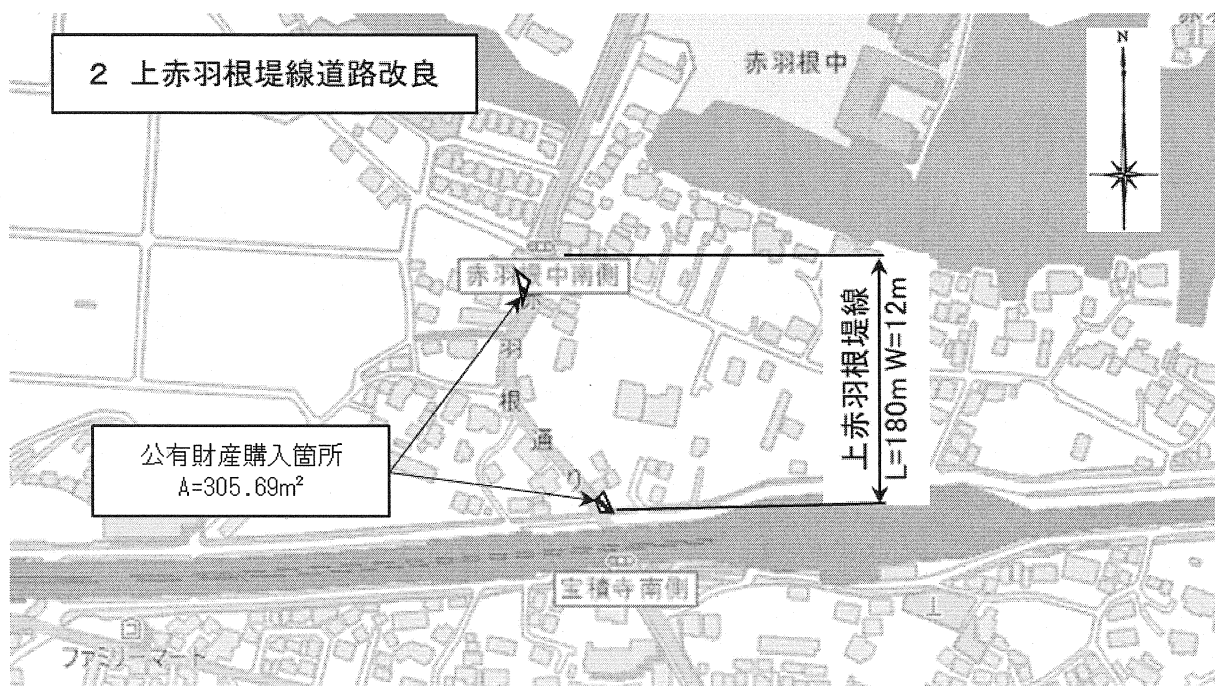 2 上赤羽根堤線道路改良
赤羽根中
N
赤羽根中南側
赤羽根通り
上赤羽根堤線
L=180m W=12m
公有財産購入箇所
A=305.69m²
宝積寺南側
ファミリーマート